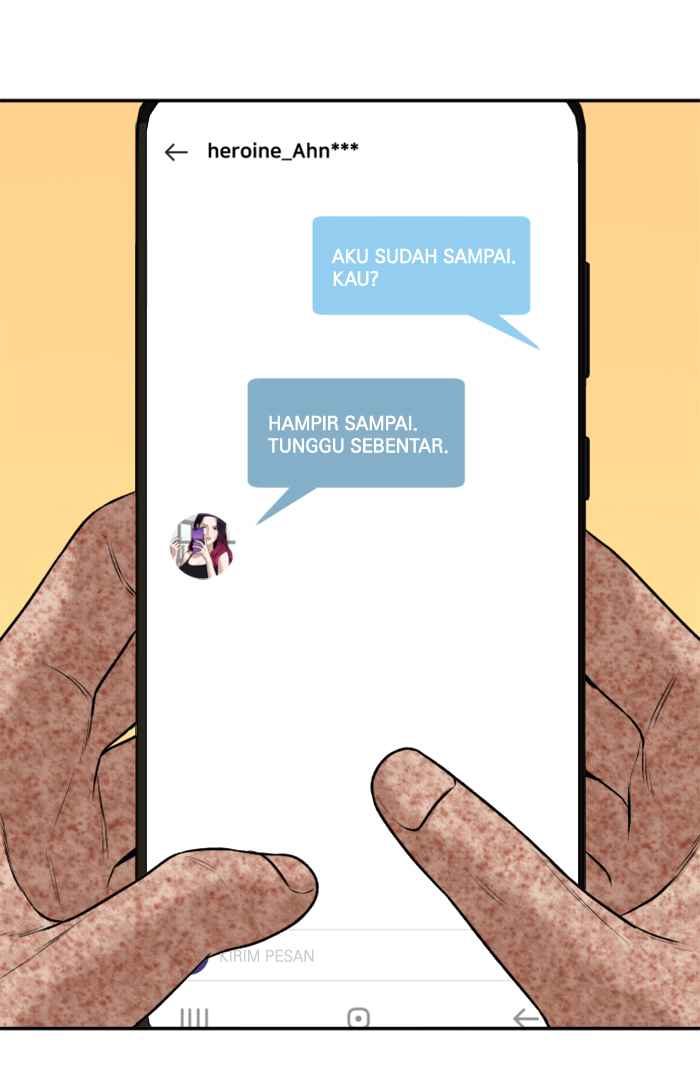 heroine_Ahn***
AKU SUDAH SAMPAI.
KAU?
HAMPIR SAMPAI.
TUNGGU SEBENTAR.
KIRIM PESAN